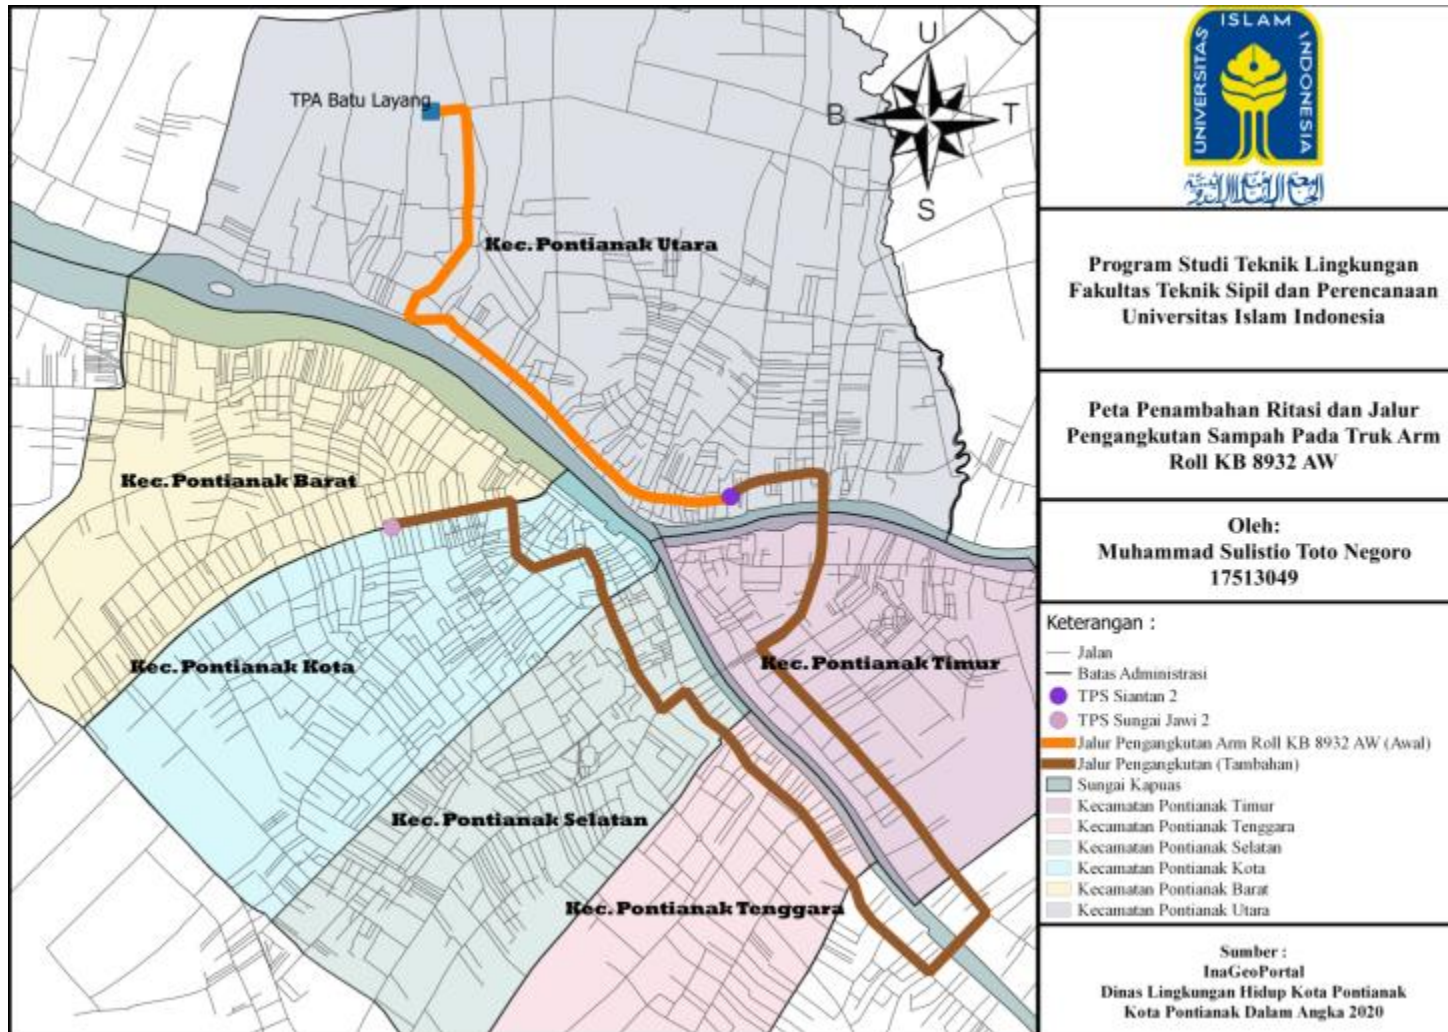 TPA Batu Layang
Kec. Pontianak Utara
Kec. Pontianak Barat
Kec. Pontianak Kota
Kec. Pontianak Timur
Kec. Pontianak Selatan
Kec. Pontianak Tenggara
U
B
T
S
UNIVERSITAS ISLAM INDONESIA
Program Studi Teknik Lingkungan
Fakultas Teknik Sipil dan Perencanaan
Universitas Islam Indonesia
Peta Penambahan Ritasi dan Jalur
Pengangkutan Sampah Pada Truk Arm
Roll KB 8932 AW
Oleh:
Muhammad Sulistio Toto Negoro
17513049
Keterangan :
Jalan
Batas Administrasi
TPS Siantan 2
TPS Sungai Jawi 2
Jalur Pengangkutan Arm Roll KB 8932 AW (Awal)
Jalur Pengangkutan (Tambahan)
Sungai Kapuas
Kecamatan Pontianak Timur
Kecamatan Pontianak Tenggara
Kecamatan Pontianak Selatan
Kecamatan Pontianak Kota
Kecamatan Pontianak Barat
Kecamatan Pontianak Utara
Sumber :
InaGeoPortal
Dinas Lingkungan Hidup Kota Pontianak
Kota Pontianak Dalam Angka 2020